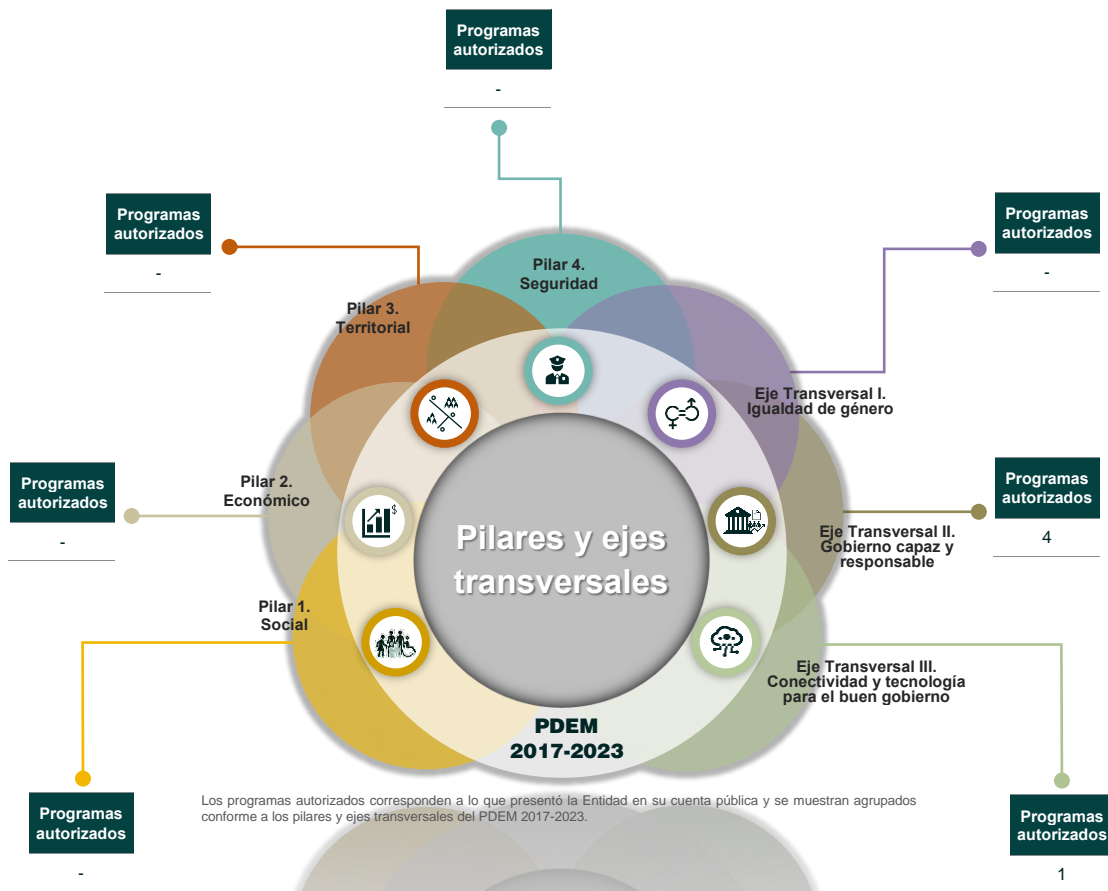 Programas
autorizados
-
Programas
autorizados
-
Programas
autorizados
-
Pilar 4.
Seguridad
Pilar 3.
Territorial
Eje Transversal I.
Igualdad de género
Programas
autorizados
-
Pilar 2.
Económico
Programas
autorizados
4
Eje Transversal II.
Gobierno capaz y
responsable
Pilares y ejes
transversales
Pilar 1.
Social
Eje Transversal III.
Conectividad y tecnología
para el buen gobierno
PDEM
2017-2023
Los programas autorizados corresponden a lo que presentó la Entidad en su cuenta pública y se muestran agrupados
conforme a los pilares y ejes transversales del PDEM 2017-2023.
Programas
autorizados
-
Programas
autorizados
1